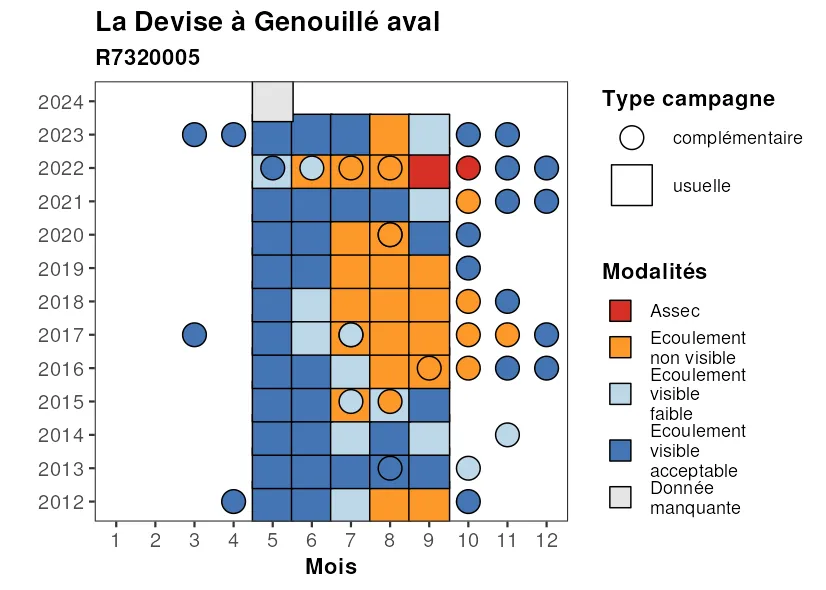 La Devise à Genouillé aval
R7320005
2024
2023
2022
2021
2020
2019
2018
2017
2016
2015
2014
2013
2012
1 2 3 4 5 6 7 8 9 10 11 12
Mois
Type campagne
complémentaire
usuelle
Modalités
Assec
Ecoulement
non visible
Ecoulement
visible
faible
Ecoulement
visible
acceptable
Donnée
manquante